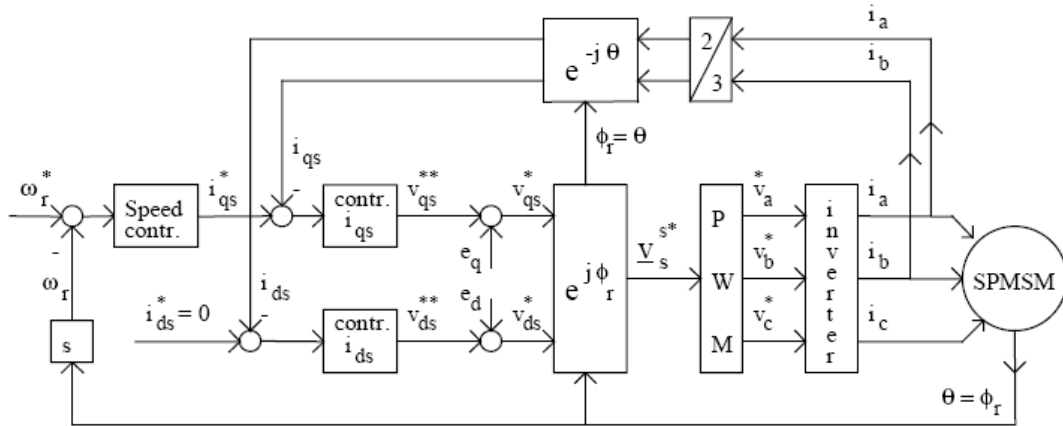 i_a
2
e^{-jθ}
i_b
3
ϕ_r = θ
ω_r^*
i_qs^*
i_qs
-
v_qs^{**}
v_qs^*
v_a^*
i_a
Speed
contr.
contr.
i_qs
-
ω_r
e_q
e^{jϕ_r}
V_s^{s*}
P
W
M
v_b^*
inverter
i_b
SPMSM
i_ds^* = 0
i_ds
-
e_d
v_ds^{**}
v_ds^*
v_c^*
i_c
s
contr.
i_ds
θ = ϕ_r